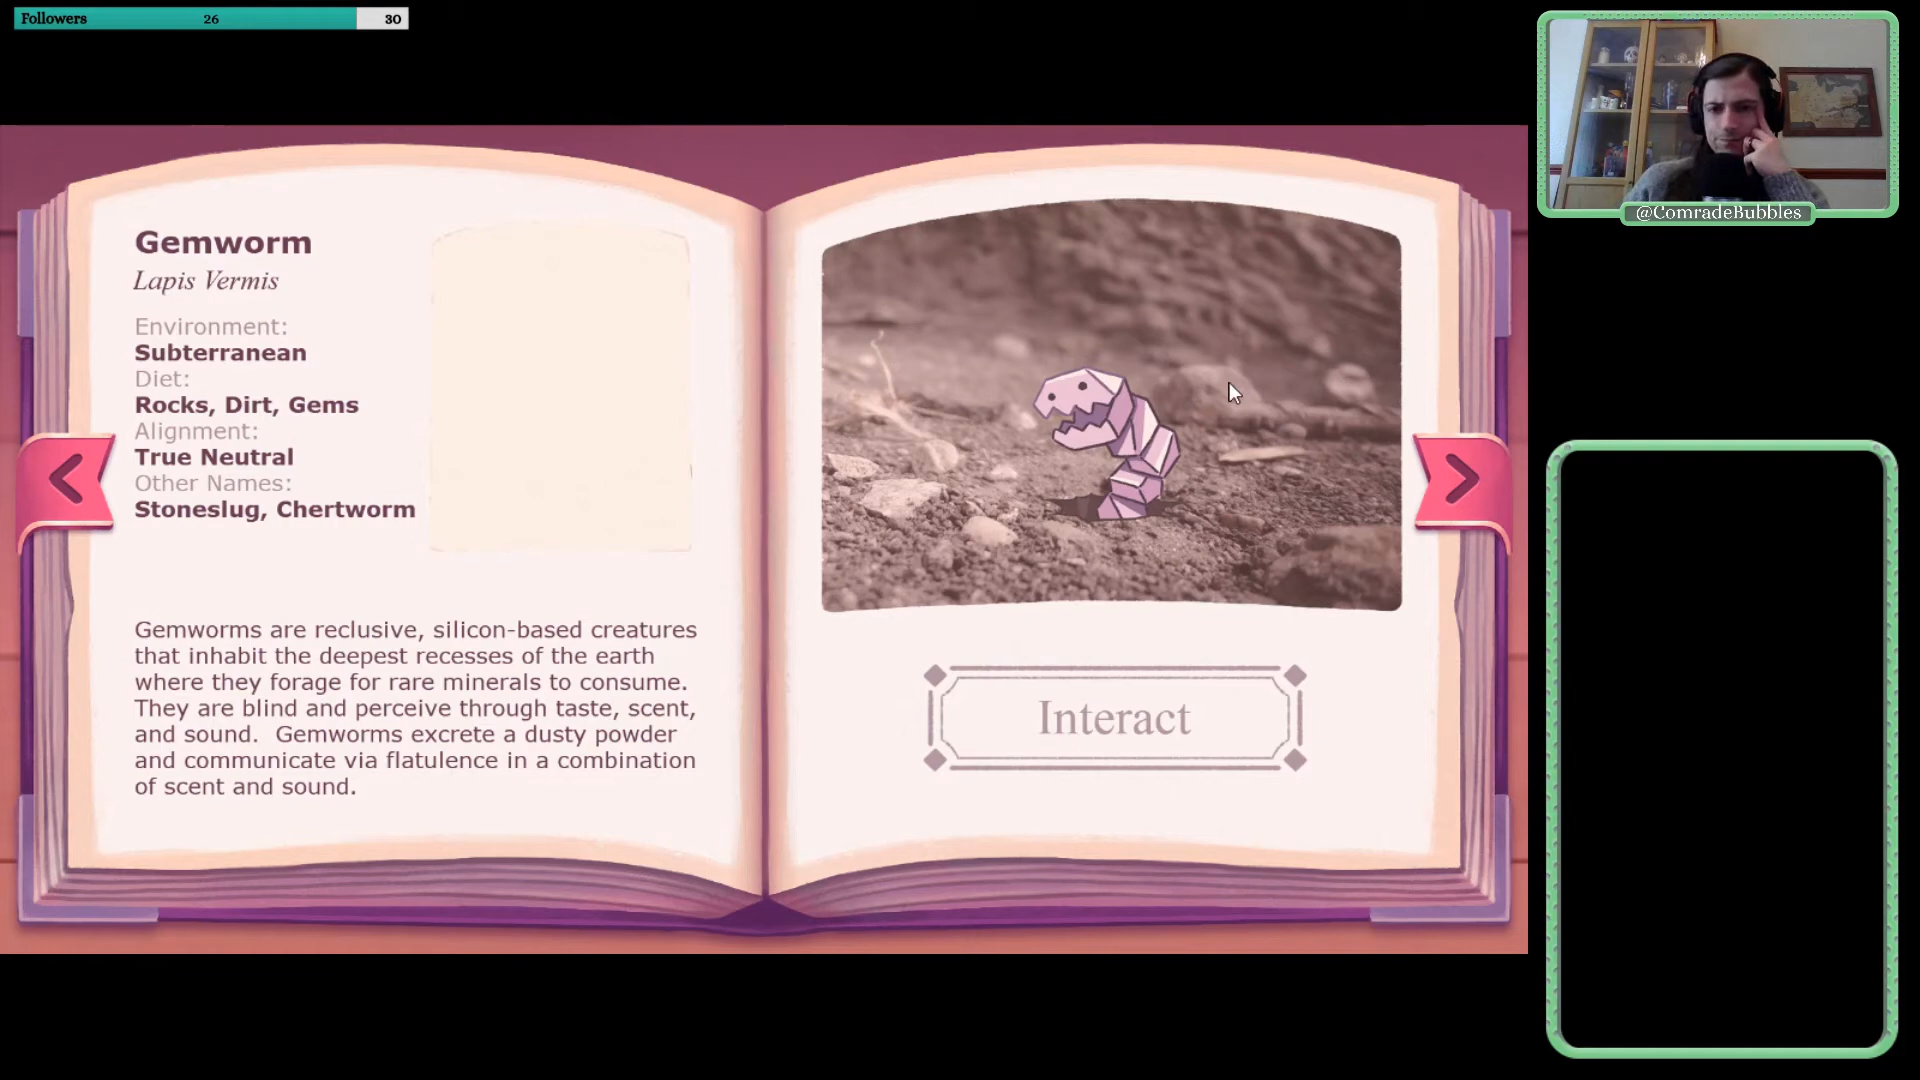 Followers 26 30
@ComradeBubbles
Gemworm
Lapis Vermis
Environment:
Subterranean
Diet:
Rocks, Dirt, Gems
Alignment:
True Neutral
Other Names:
Stoneslug, Chertworm
Gemworms are reclusive, silicon-based creatures
that inhabit the deepest recesses of the earth
where they forage for rare minerals to consume.
They are blind and perceive through taste, scent,
and sound.  Gemworms excrete a dusty powder
and communicate via flatulence in a combination
of scent and sound.
Interact